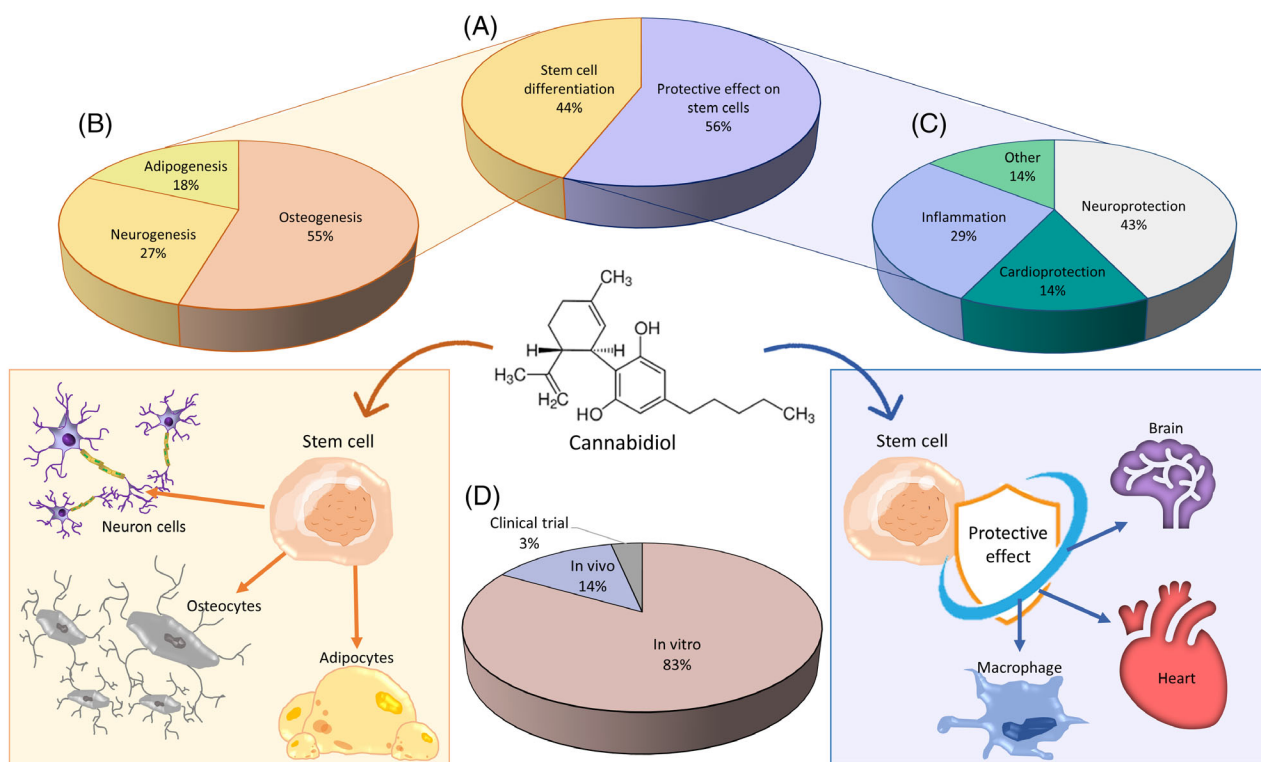 (A)
Stem cell
differentiation
44%
Protective effect on
stem cells
56%
(B)
Adipogenesis
18%
Neurogenesis
27%
Osteogenesis
55%
(C)
Other
14%
Neuroprotection
43%
Inflammation
29%
Cardioprotection
14%
CH₃
OH
H
H
H₃C
H₂C
HO
CH₃
Cannabidiol
Stem cell
Neuron cells
Osteocytes
Adipocytes
(D)
Clinical trial
3%
In vivo
14%
In vitro
83%
Stem cell
Protective
effect
Brain
Heart
Macrophage